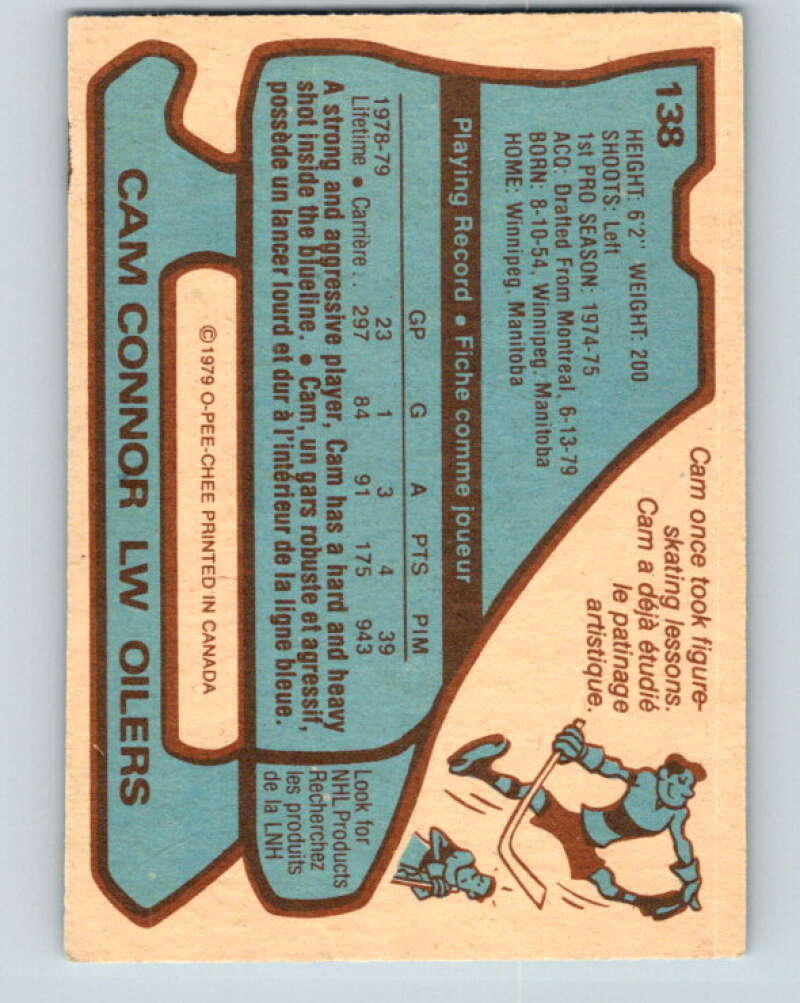 138
HEIGHT: 6'2" WEIGHT: 200
SHOOTS: Left
1st PRO SEASON: 1974-75
ACQ: Drafted From Montreal, 6-13-79
BORN: 8-10-54, Winnipeg, Manitoba
HOME: Winnipeg, Manitoba
Cam once took figure-
skating lessons.
Cam a déjà étudié
le patinage
artistique.
Playing Record • Fiche comme joueur
GP G A PTS PIM
1978-79 23 1 3 4 39
Lifetime • Carrière . . 297 84 91 175 943
A strong and aggressive player, Cam has a hard and heavy
shot inside the blueline. • Cam, un gars robuste et agressif,
possède un lancer lourd et dur à l'intérieur de la ligne bleue.
Look for
NHL Products
Recherchez
les produits
de la LNH
©1979 O-PEE-CHEE PRINTED IN CANADA
CAM CONNOR LW OILERS